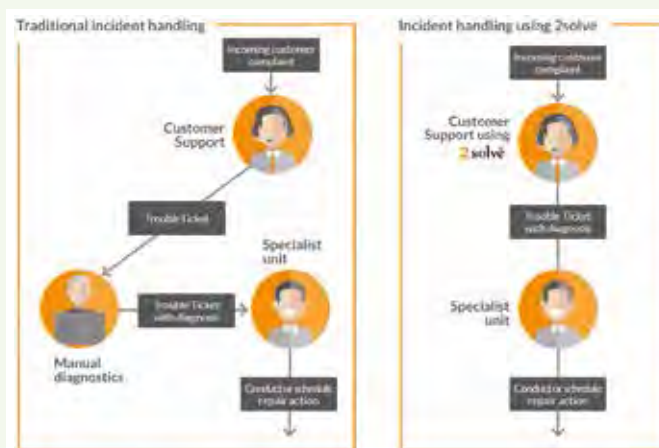 Traditional incident handling
Incoming customer
complaint
Customer
Support
Trouble Ticket
Specialist
unit
Trouble Ticket
with diagnosis
Manual
diagnostics
Conduct or schedule
repair action
Incident handling using 2solve
Incoming customer
complaint
Customer
Support using
2solve
Trouble Ticket
with diagnosis
Specialist
unit
Conduct or schedule
repair action